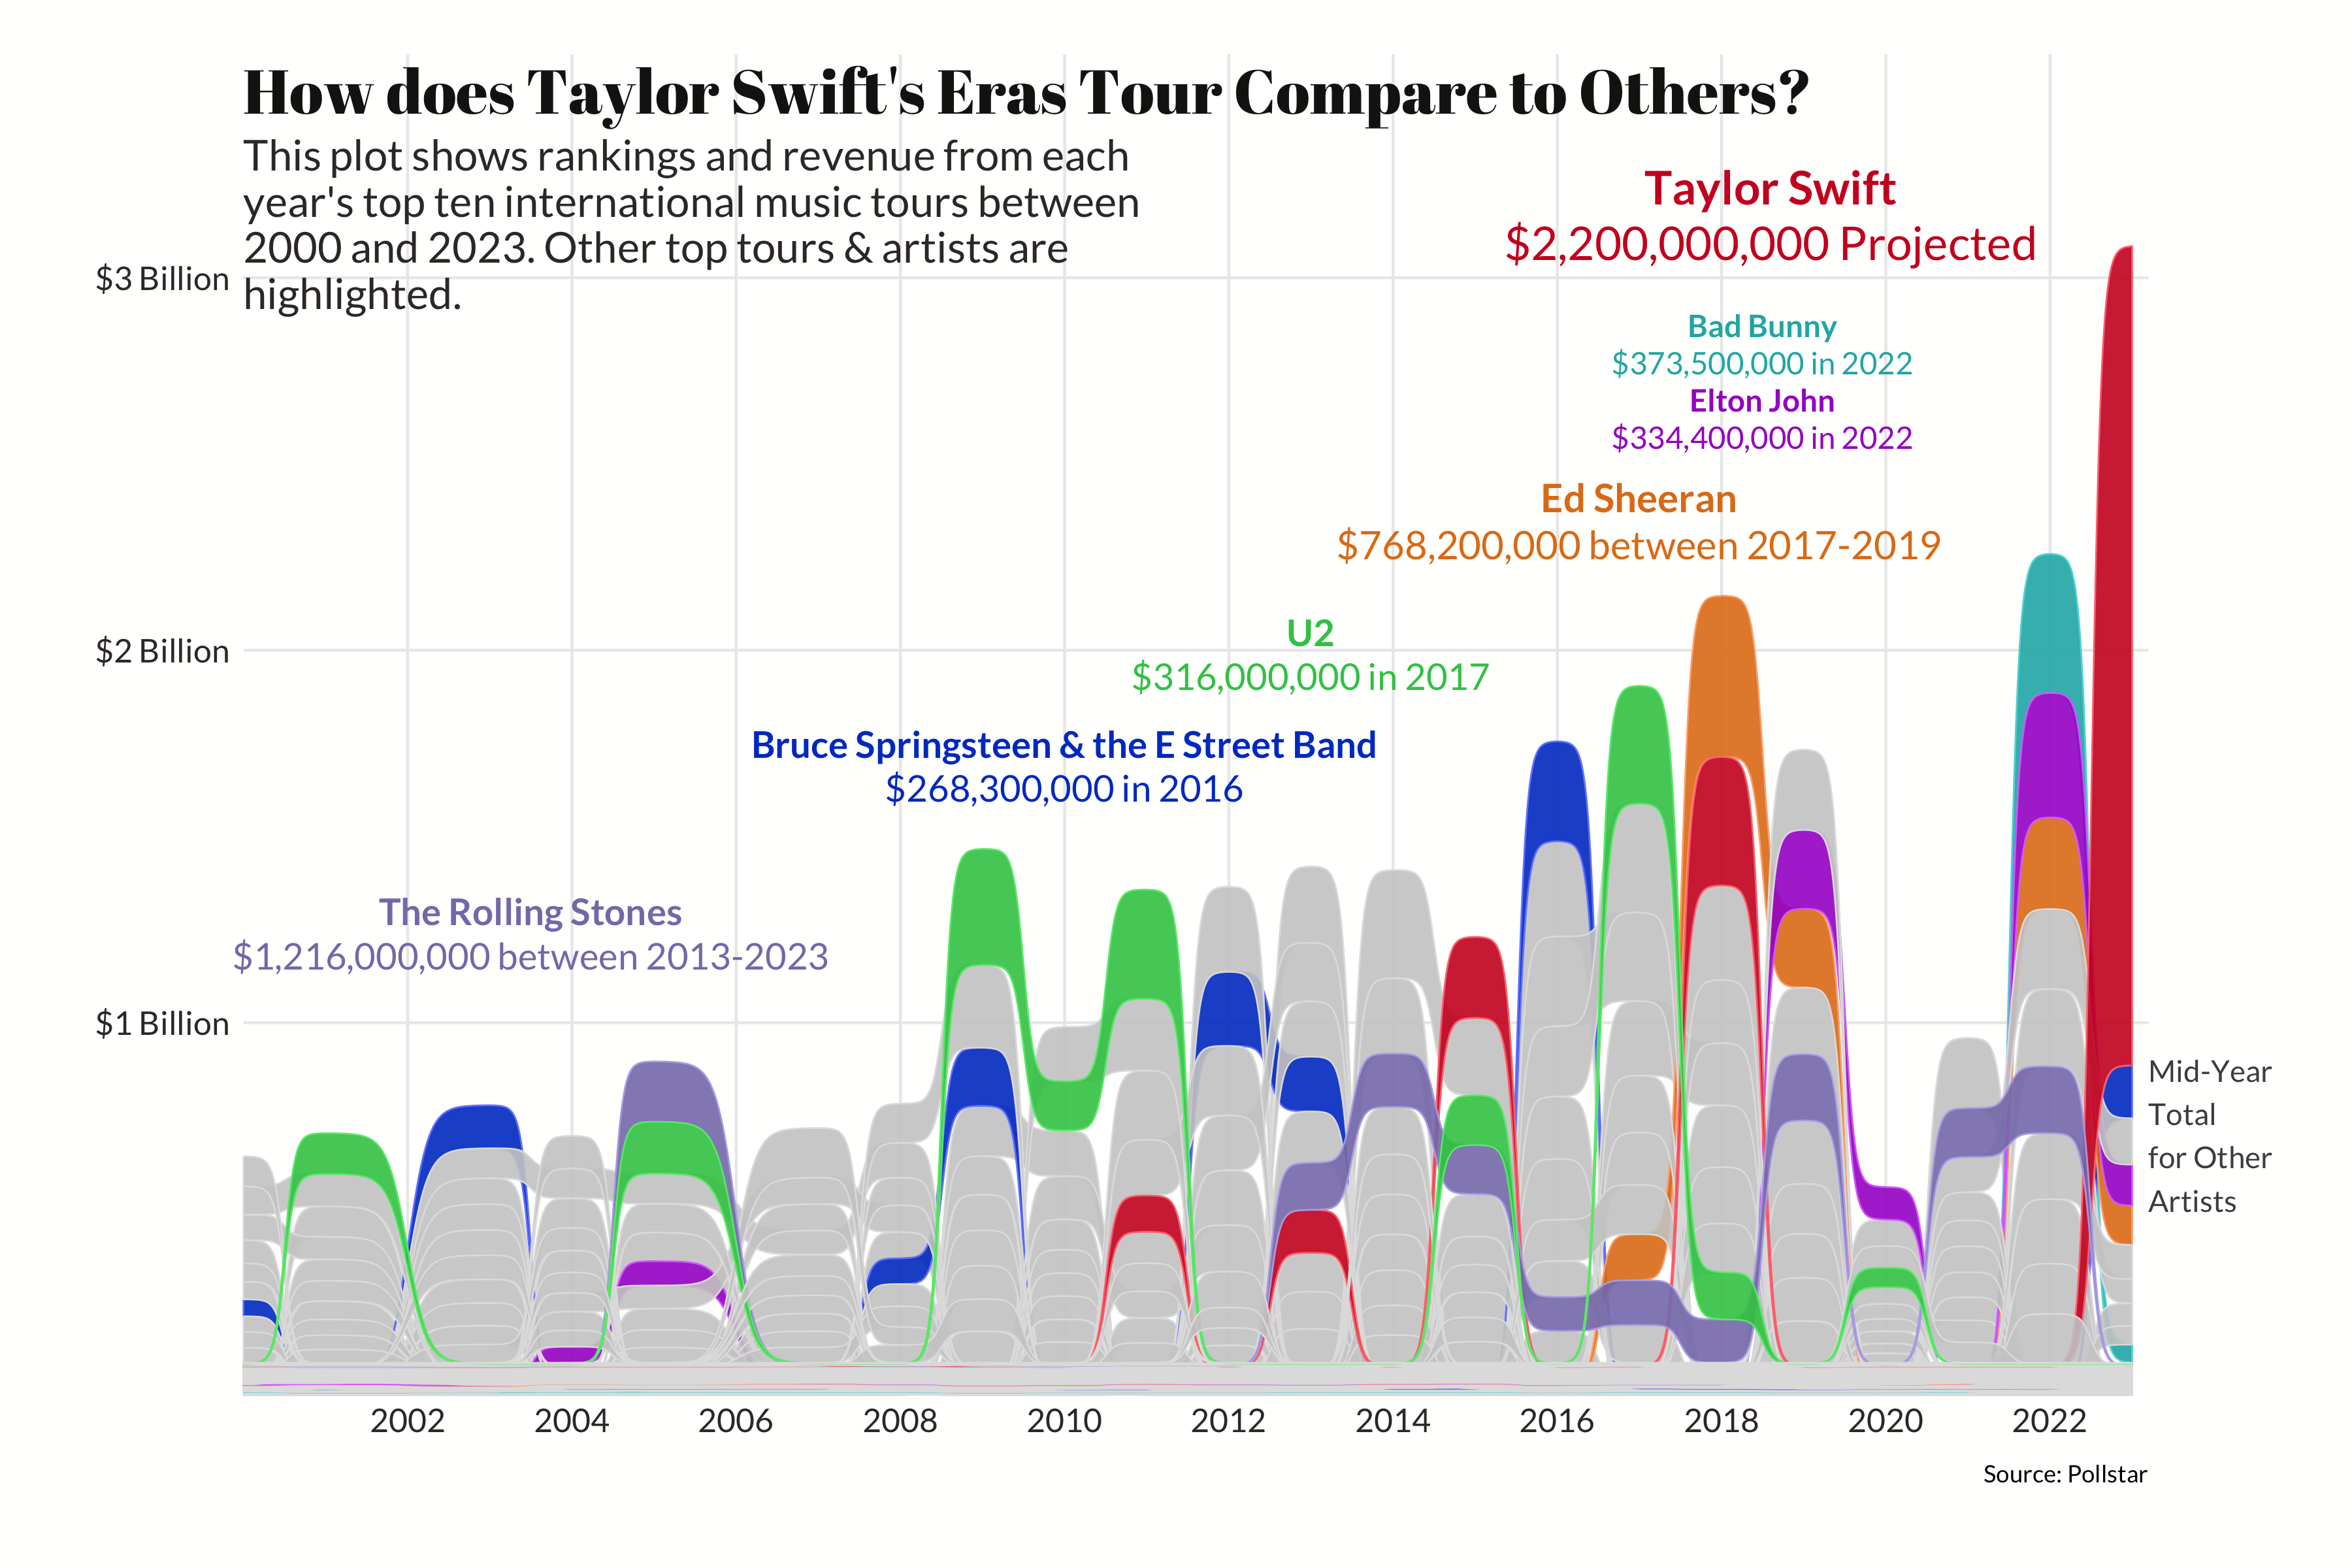 How does Taylor Swift's Eras Tour Compare to Others?
This plot shows rankings and revenue from each
year's top ten international music tours between
2000 and 2023. Other top tours & artists are
highlighted.
Taylor Swift
$2,200,000,000 Projected
$3 Billion
Bad Bunny
$373,500,000 in 2022
Elton John
$334,400,000 in 2022
Ed Sheeran
$768,200,000 between 2017-2019
U2
$316,000,000 in 2017
$2 Billion
Bruce Springsteen & the E Street Band
$268,300,000 in 2016
The Rolling Stones
$1,216,000,000 between 2013-2023
$1 Billion
Mid-Year
Total
for Other
Artists
2002 2004 2006 2008 2010 2012 2014 2016 2018 2020 2022
Source: Pollstar